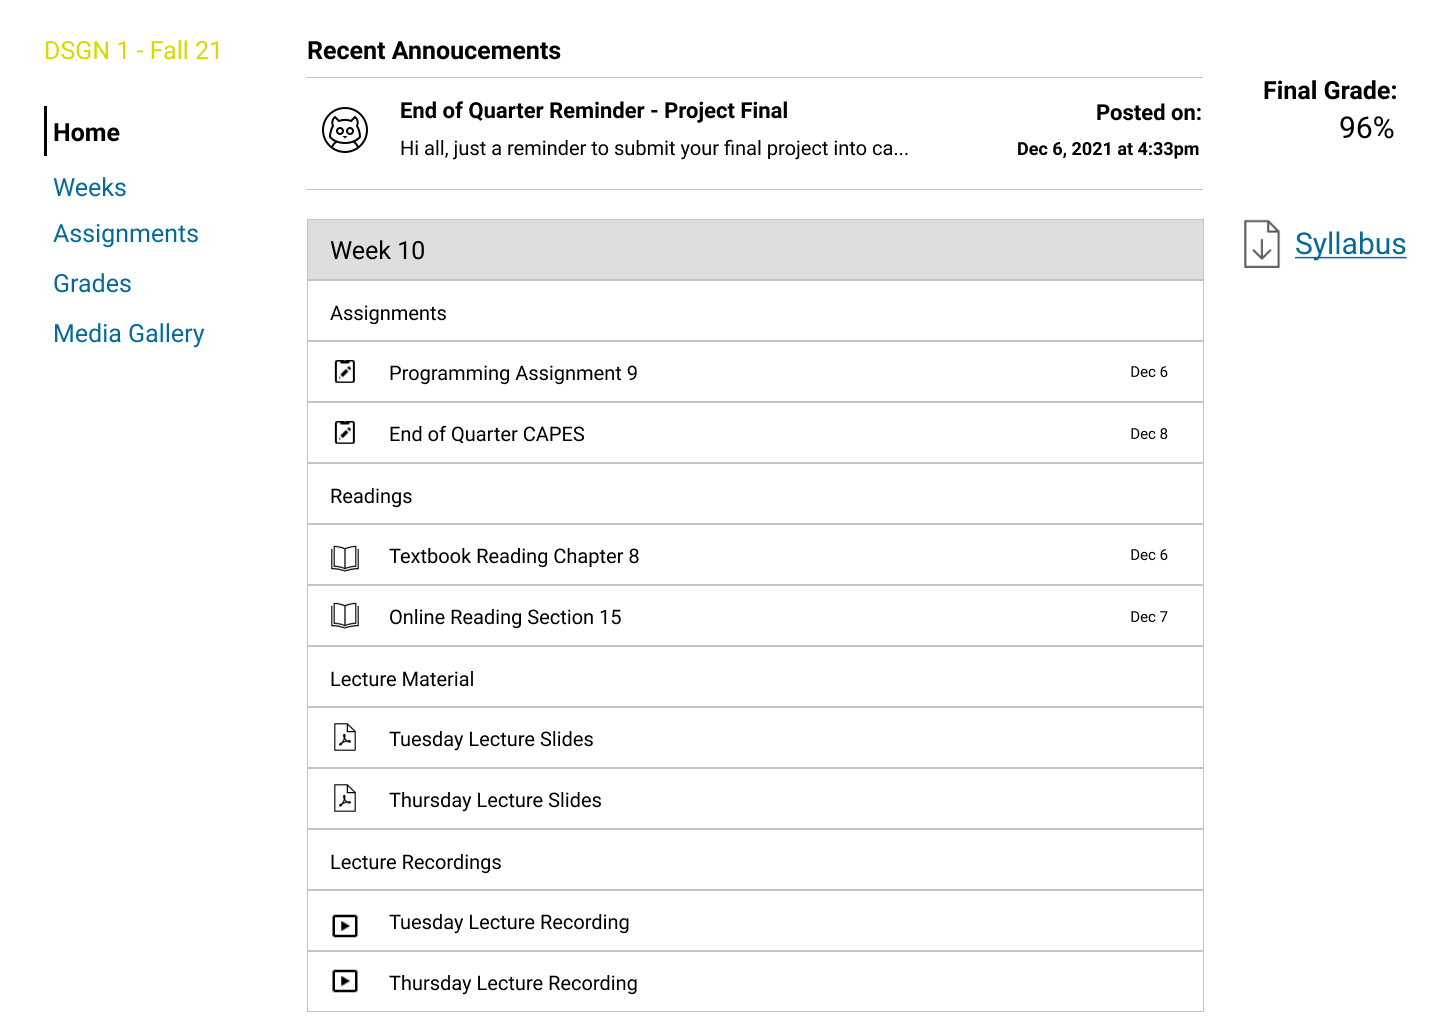 DSGN 1 - Fall 21
Home
Weeks
Assignments
Grades
Media Gallery
Recent Annoucements
End of Quarter Reminder - Project Final
Hi all, just a reminder to submit your final project into ca...
Posted on:
Dec 6, 2021 at 4:33pm
Final Grade:
96%
Syllabus
Week 10
Assignments
Programming Assignment 9 Dec 6
End of Quarter CAPES Dec 8
Readings
Textbook Reading Chapter 8 Dec 6
Online Reading Section 15 Dec 7
Lecture Material
Tuesday Lecture Slides
Thursday Lecture Slides
Lecture Recordings
Tuesday Lecture Recording
Thursday Lecture Recording